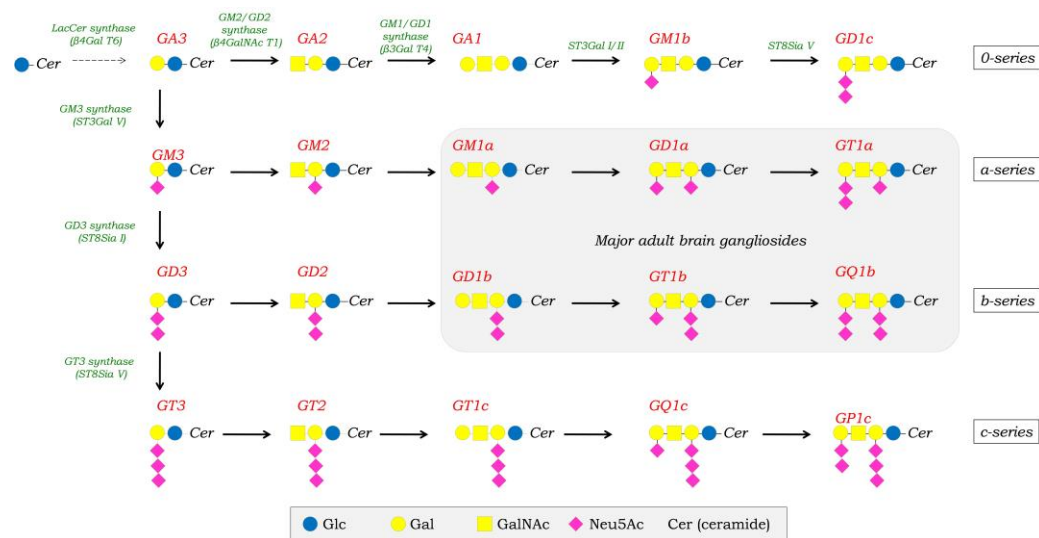 LacCer synthase
(β4Gal T6)
GM2/GD2
synthase
(β4GalNAc T1)
GM1/GD1
synthase
(β3Gal T4)
ST3Gal I/II
ST8Sia V
GA3
GA2
GA1
GM1b
GD1c
Cer
Cer
Cer
Cer
Cer
Cer
0-series
GM3 synthase
(ST3Gal V)
GM3
GM2
GM1a
GD1a
GT1a
Cer
Cer
Cer
Cer
Cer
a-series
GD3 synthase
(ST8Sia I)
Major adult brain gangliosides
GD3
GD2
GD1b
GT1b
GQ1b
Cer
Cer
Cer
Cer
Cer
b-series
GT3 synthase
(ST8Sia V)
GT3
GT2
GT1c
GQ1c
GP1c
Cer
Cer
Cer
Cer
Cer
c-series
Glc Gal GalNAc Neu5Ac Cer (ceramide)